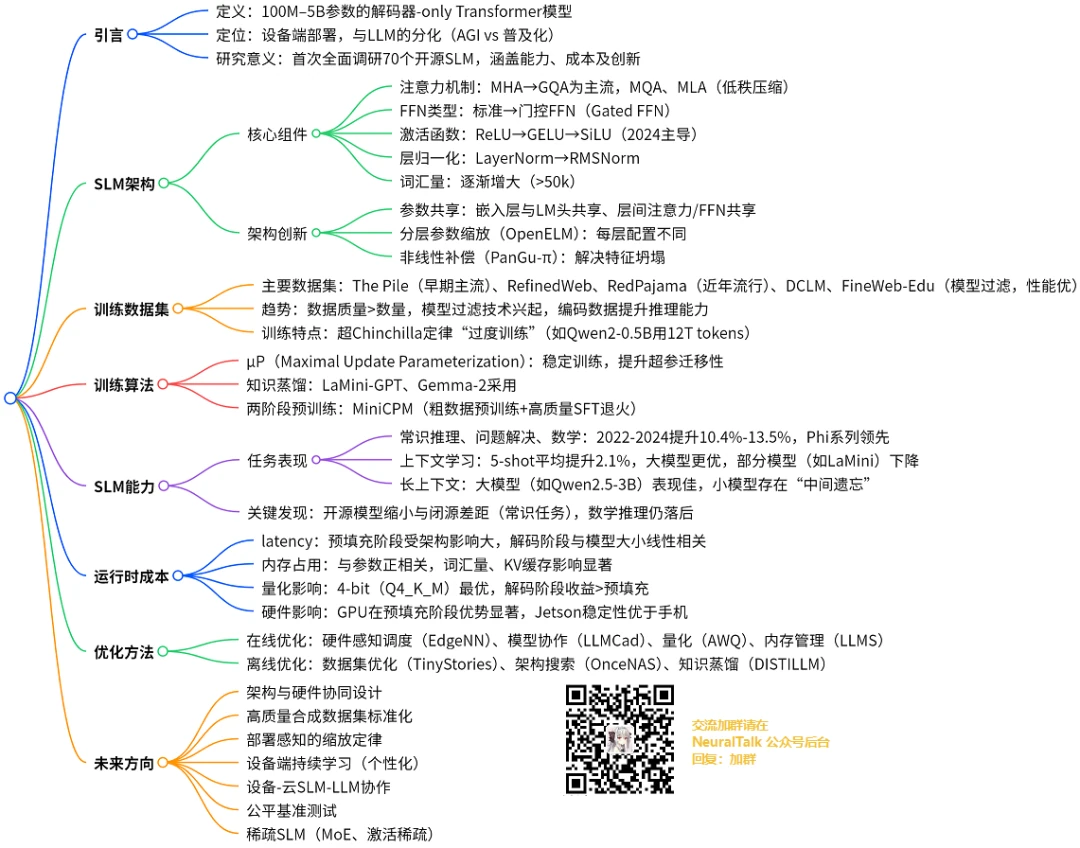 引言
定义：100M–5B参数的解码器-only Transformer模型
定位：设备端部署，与LLM的分化（AGI vs 普及化）
研究意义：首次全面调研70个开源SLM，涵盖能力、成本及创新
SLM架构
核心组件
注意力机制：MHA→GQA为主流，MQA、MLA（低秩压缩）
FFN类型：标准→门控FFN（Gated FFN）
激活函数：ReLU→GELU→SiLU（2024主导）
层归一化：LayerNorm→RMSNorm
词汇量：逐渐增大（>50k）
架构创新
参数共享：嵌入层与LM头共享、层间注意力/FFN共享
分层参数缩放（OpenELM）：每层配置不同
非线性补偿（PanGu-π）：解决特征坍塌
训练数据集
主要数据集：The Pile（早期主流）、RefinedWeb、RedPajama（近年流行）、DCLM、FineWeb-Edu（模型过滤，性能优）
趋势：数据质量>数量，模型过滤技术兴起，编码数据提升推理能力
训练特点：超Chinchilla定律“过度训练”（如Qwen2-0.5B用12T tokens）
训练算法
μP（Maximal Update Parameterization）：稳定训练，提升超参迁移性
知识蒸馏：LaMini-GPT、Gemma-2采用
两阶段预训练：MiniCPM（粗数据预训练+高质量SFT退火）
SLM能力
任务表现
常识推理、问题解决、数学：2022-2024提升10.4%-13.5%，Phi系列领先
上下文学习：5-shot平均提升2.1%，大模型更优，部分模型（如LaMini）下降
长上下文：大模型（如Qwen2.5-3B）表现佳，小模型存在“中间遗忘”
关键发现：开源模型缩小与闭源差距（常识任务），数学推理仍落后
运行时成本
latency：预填充阶段受架构影响大，解码阶段与模型大小线性相关
内存占用：与参数正相关，词汇量、KV缓存影响显著
量化影响：4-bit（Q4_K_M）最优，解码阶段收益>预填充
硬件影响：GPU在预填充阶段优势显著，Jetson稳定性优于手机
优化方法
在线优化：硬件感知调度（EdgeNN）、模型协作（LLMCad）、量化（AWQ）、内存管理（LLMS）
离线优化：数据集优化（TinyStories）、架构搜索（OnceNAS）、知识蒸馏（DISTILLM）
未来方向
架构与硬件协同设计
高质量合成数据集标准化
部署感知的缩放定律
设备端持续学习（个性化）
设备-云SLM-LLM协作
公平基准测试
稀疏SLM（MoE、激活稀疏）
交流加群请在
NeuralTalk 公众号后台
回复：加群